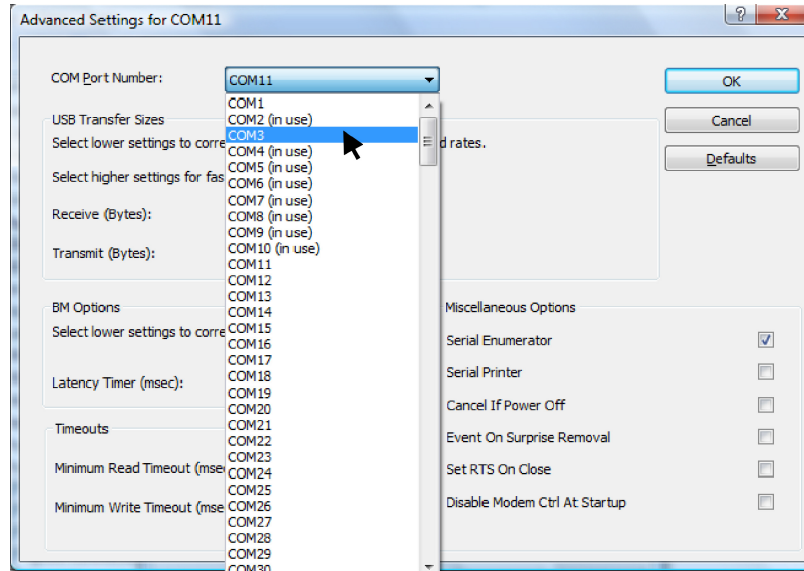 Advanced Settings for COM11
COM Port Number:
COM11
OK
Cancel
Defaults
USB Transfer Sizes
Select lower settings to corre
d rates.
Select higher settings for fas
Receive (Bytes):
Transmit (Bytes):
BM Options
Select lower settings to corre
Latency Timer (msec):
Timeouts
Minimum Read Timeout (mse
Minimum Write Timeout (mse
COM1
COM2 (in use)
COM3
COM4 (in use)
COM5 (in use)
COM6 (in use)
COM7 (in use)
COM8 (in use)
COM9 (in use)
COM10 (in use)
COM11
COM12
COM13
COM14
COM15
COM16
COM17
COM18
COM19
COM20
COM21
COM22
COM23
COM24
COM25
COM26
COM27
COM28
COM29
COM30
Miscellaneous Options
Serial Enumerator
Serial Printer
Cancel If Power Off
Event On Surprise Removal
Set RTS On Close
Disable Modem Ctrl At Startup